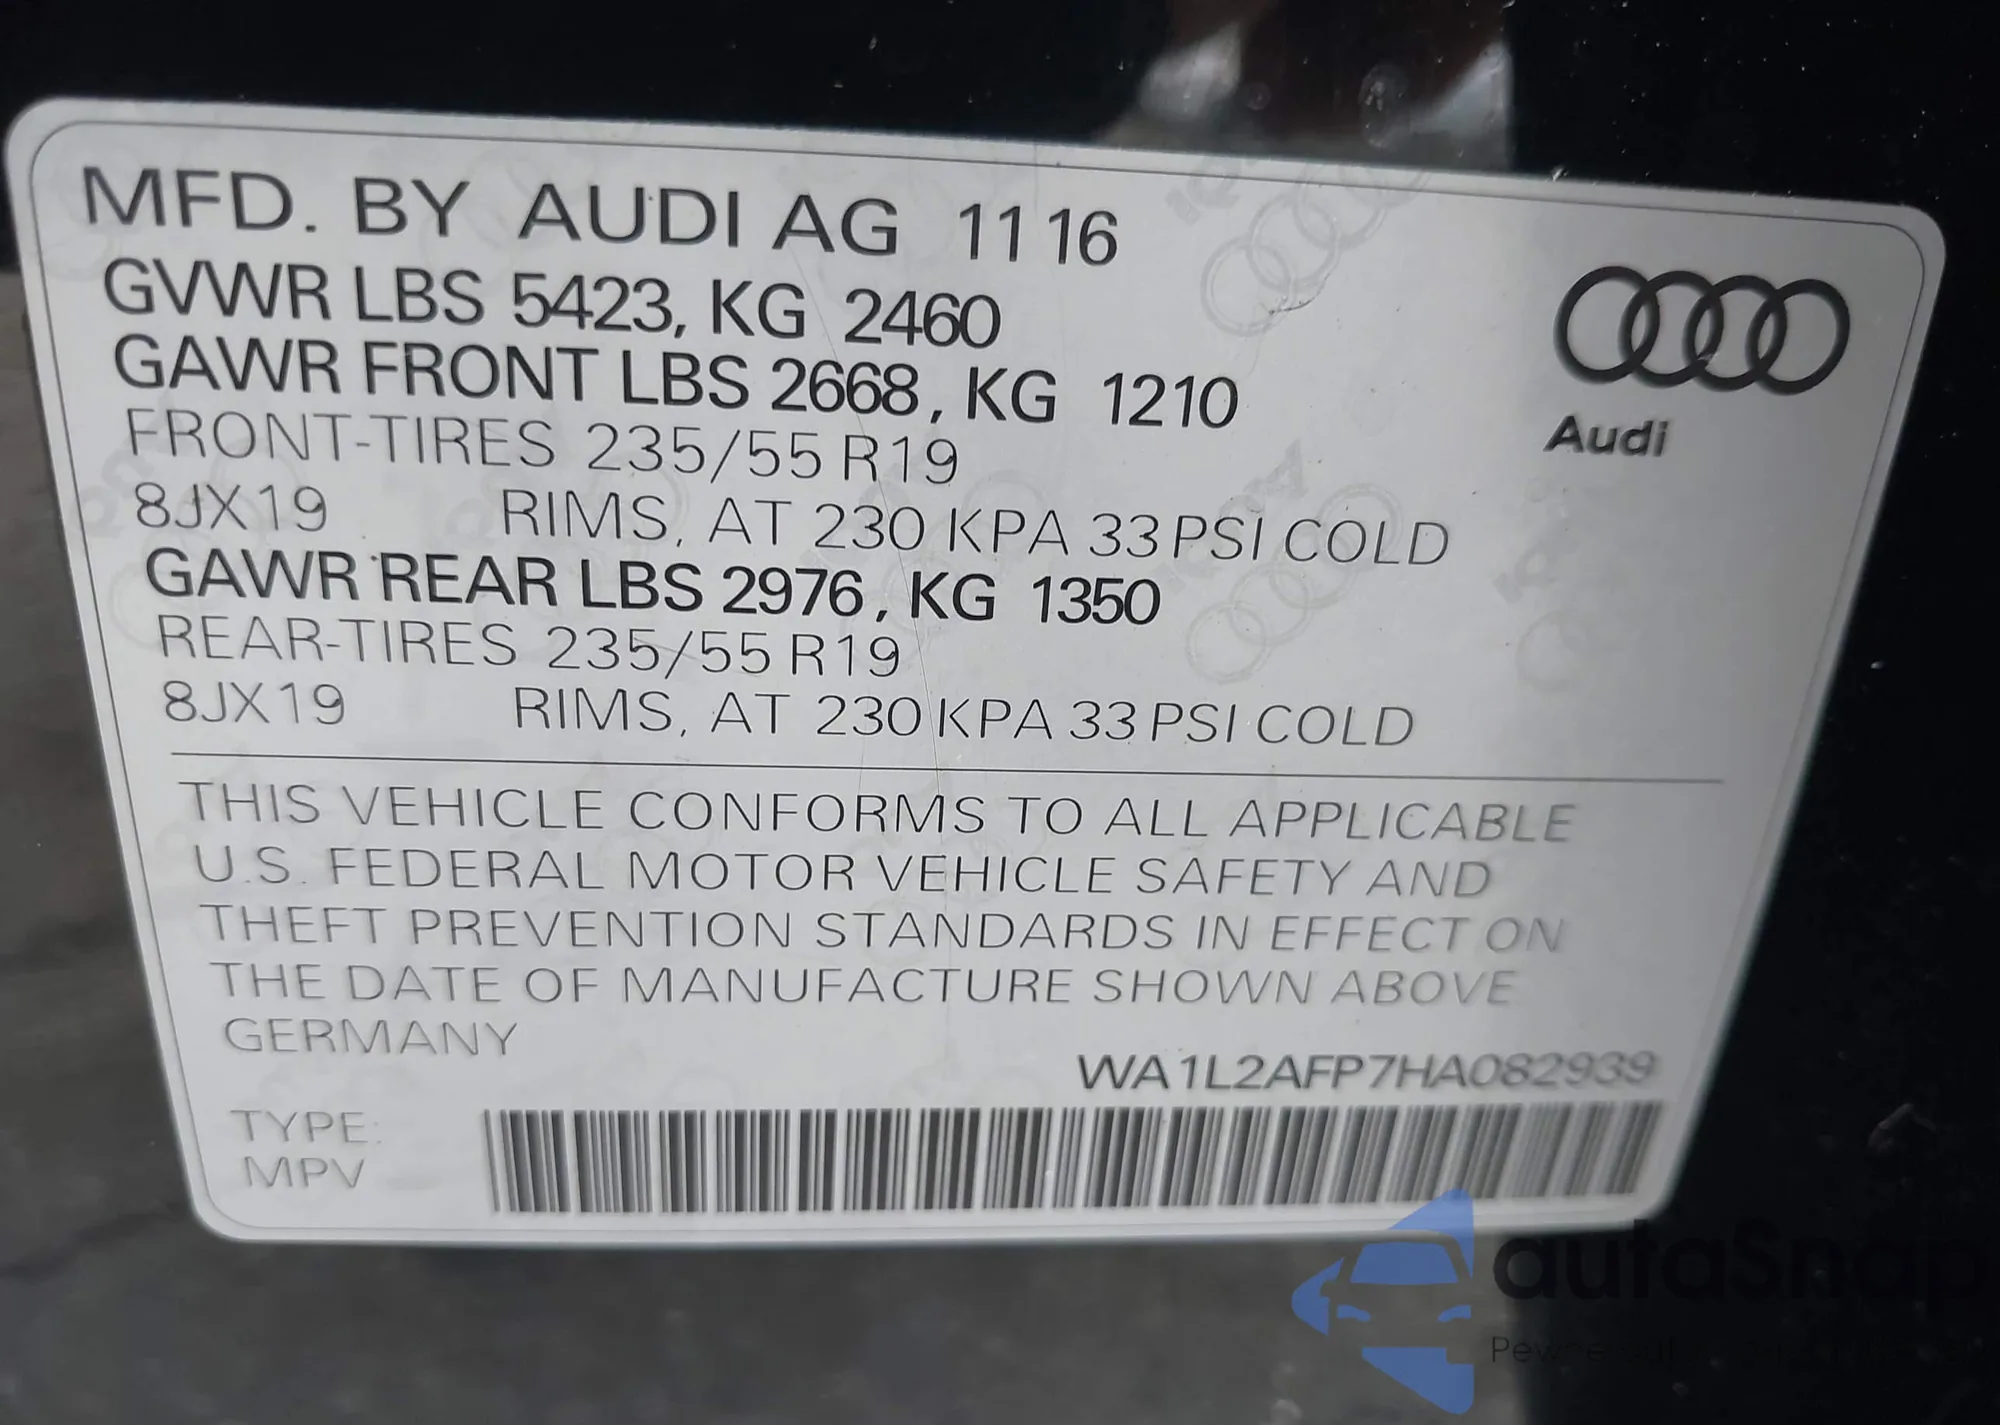 MFD. BY AUDI AG 11 16
GVWR LBS 5423, KG 2460
GAWR FRONT LBS 2668, KG 1210
FRONT-TIRES 235/55 R19
8JX19 RIMS, AT 230 KPA 33 PSI COLD
GAWR REAR LBS 2976, KG 1350
REAR-TIRES 235/55 R19
8JX19 RIMS, AT 230 KPA 33 PSI COLD
Audi
THIS VEHICLE CONFORMS TO ALL APPLICABLE
U.S. FEDERAL MOTOR VEHICLE SAFETY AND
THEFT PREVENTION STANDARDS IN EFFECT ON
THE DATE OF MANUFACTURE SHOWN ABOVE
GERMANY
WA1L2AFP7HA082939
TYPE:
MPV
autaSnap